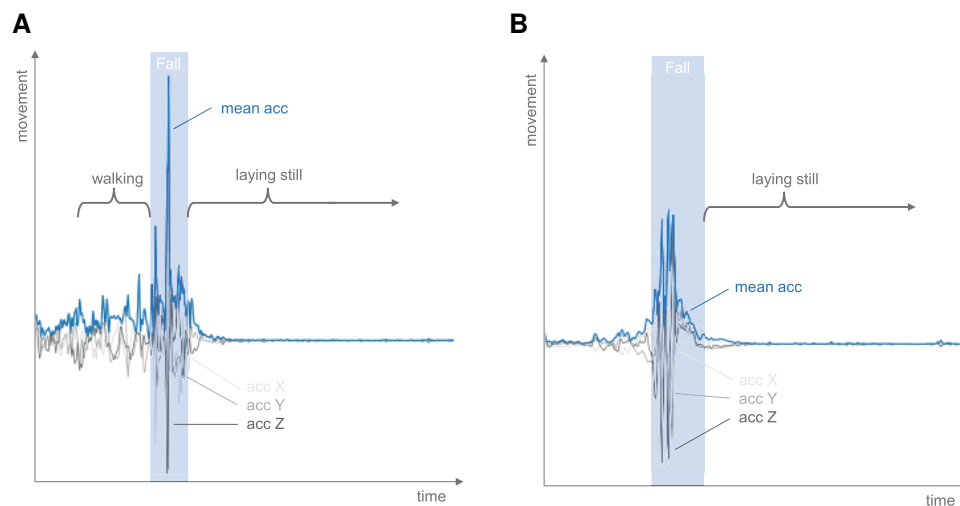 A
movement
Fall
mean acc
walking
laying still
acc X
acc Y
acc Z
time
B
movement
Fall
laying still
mean acc
acc X
acc Y
acc Z
time